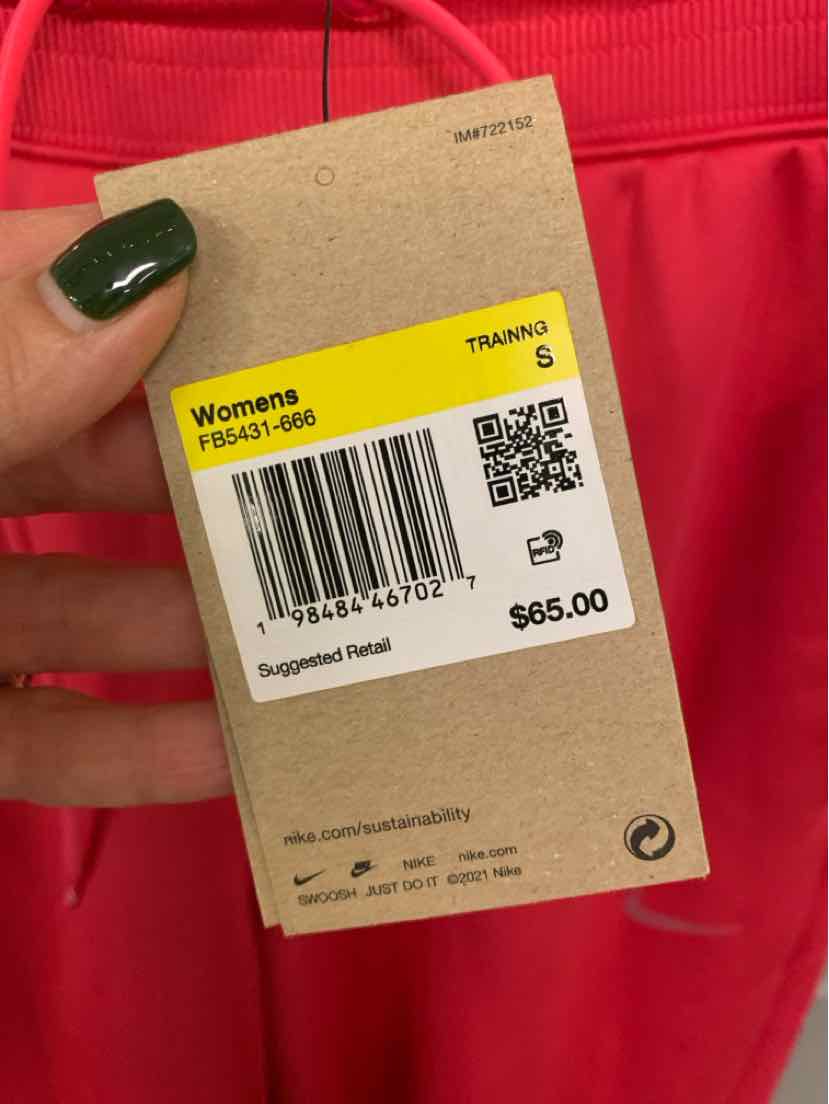 IM#722152
TRAINNG
S
Womens
FB5431-666
RFID
1 98484 46702 7
$65.00
Suggested Retail
nike.com/sustainability
NIKE nike.com
SWOOSH JUST DO IT ©2021 Nike